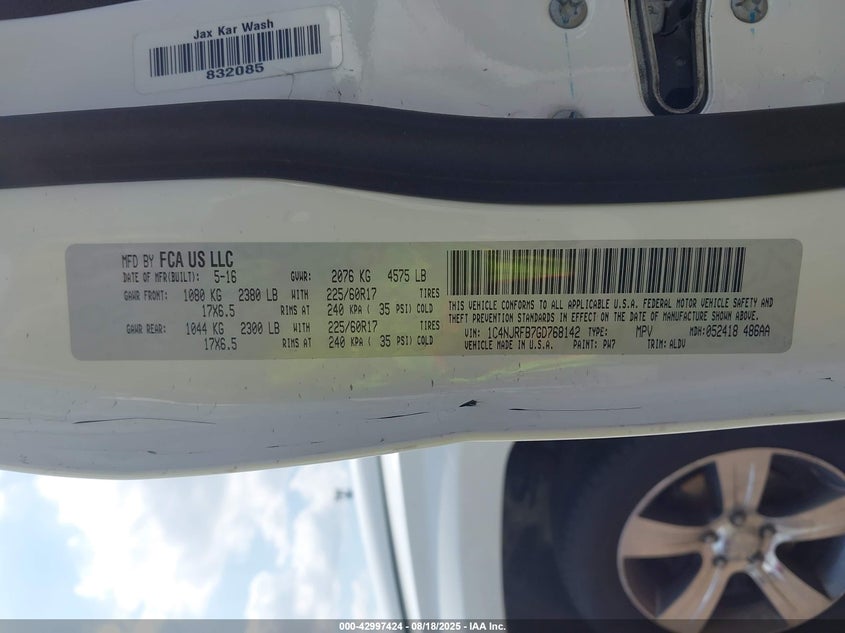 Jax Kar Wash
832085
MFD BY FCA US LLC
DATE OF MFR(BUILT): 5-16 GVWR: 2076 KG 4575 LB
GAWR FRONT: 1080 KG 2380 LB WITH 225/60R17 TIRES
17X6.5 RIMS AT 240 KPA ( 35 PSI) COLD
GAWR REAR: 1044 KG 2300 LB WITH 225/60R17 TIRES
17X6.5 RIMS AT 240 KPA ( 35 PSI) COLD
THIS VEHICLE CONFORMS TO ALL APPLICABLE U.S.A. FEDERAL MOTOR VEHICLE SAFETY AND
THEFT PREVENTION STANDARDS IN EFFECT ON THE DATE OF MANUFACTURE SHOWN ABOVE.
VIN: 1C4NJRFB7GD768142 TYPE: MPV MDH:052418 486AA
VEHICLE MADE IN U.S.A. PAINT: PW7 TRIM: ALDV
000-42997424 - 08/18/2025 - IAA Inc.